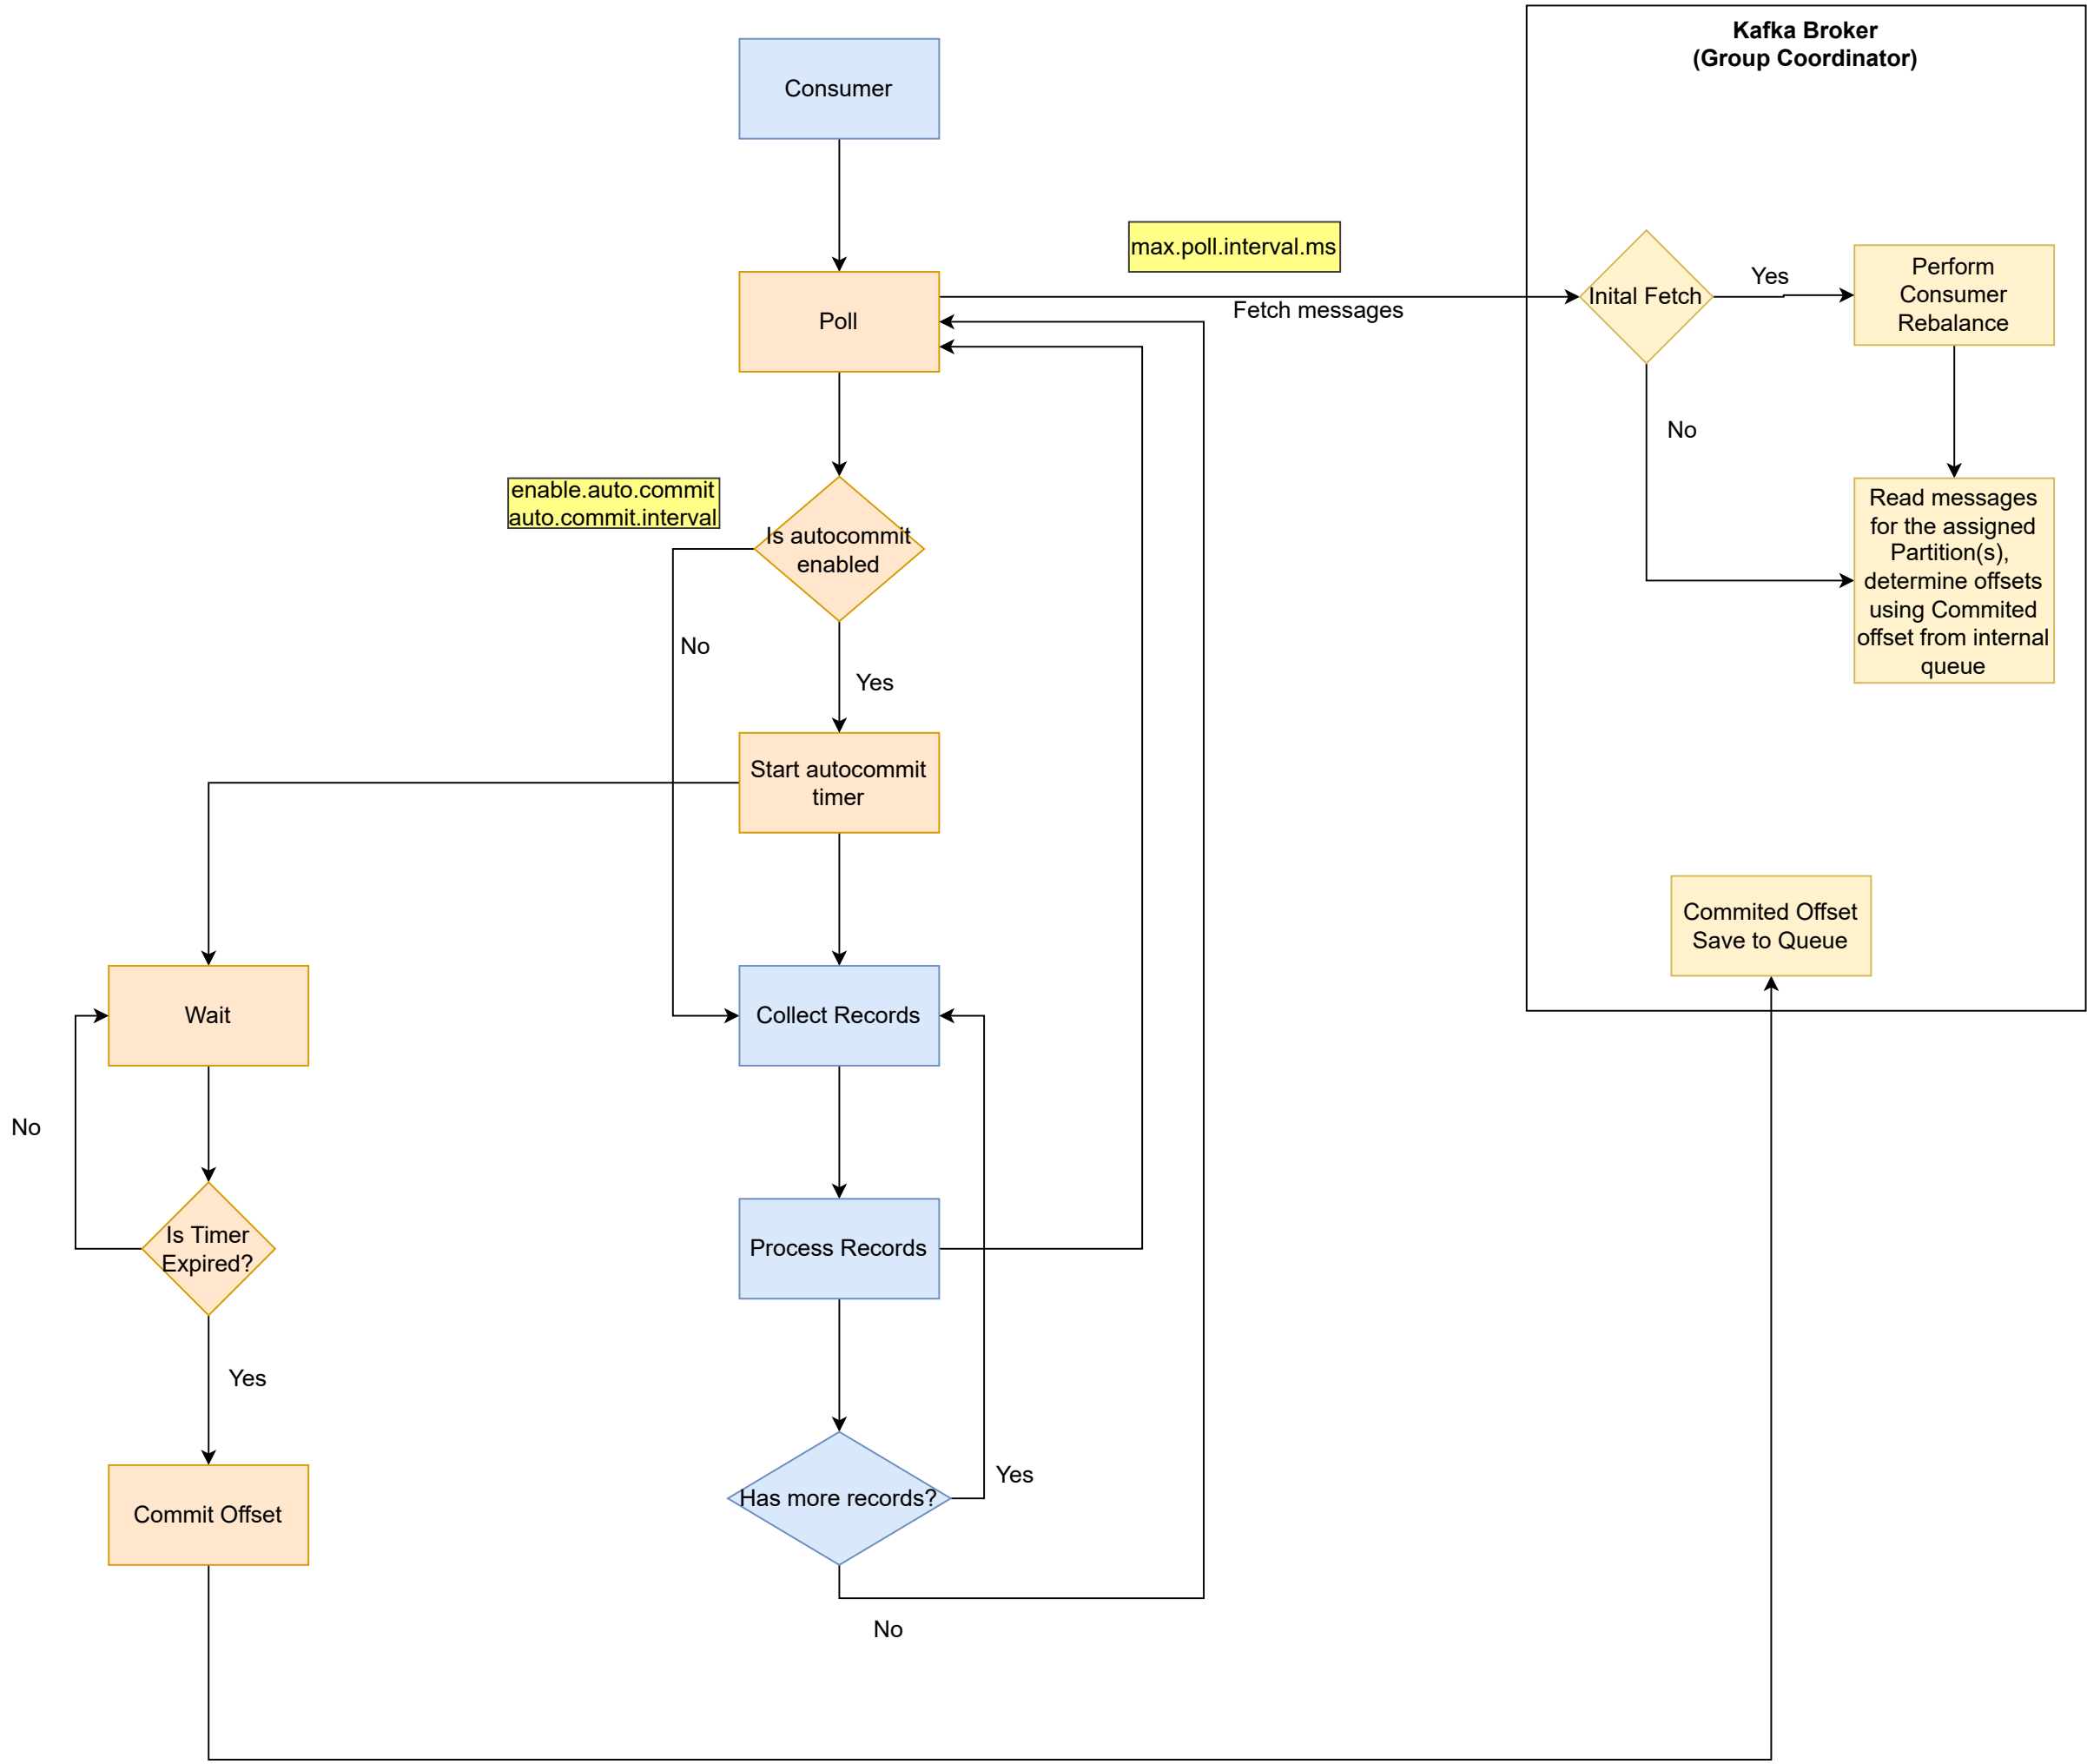 Kafka Broker
(Group Coordinator)
Consumer
max.poll.interval.ms
Fetch messages
Poll
Inital Fetch
Yes
Perform
Consumer
Rebalance
No
enable.auto.commit
auto.commit.interval
Is autocommit
enabled
Read messages
for the assigned
Partition(s),
determine offsets
using Commited
offset from internal
queue
No
Yes
Start autocommit
timer
Commited Offset
Save to Queue
Wait
Collect Records
No
Is Timer
Expired?
Process Records
Yes
Commit Offset
Has more records?
Yes
No